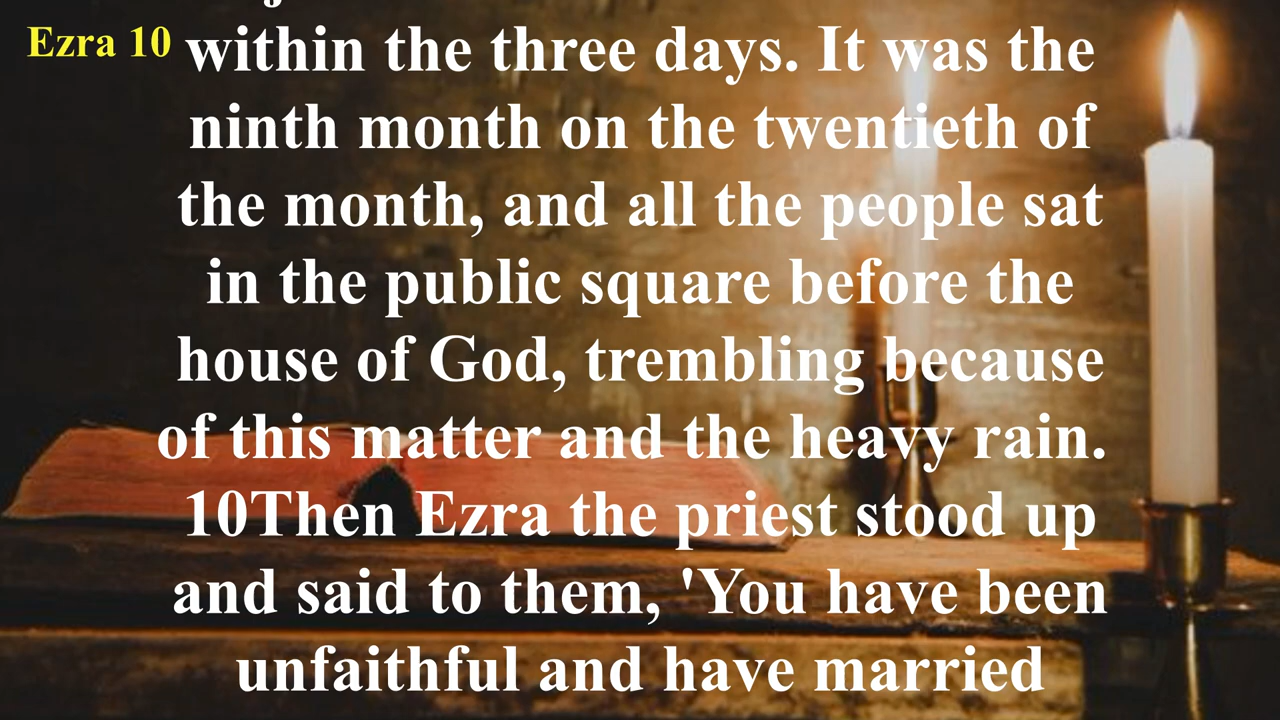 Ezra 10
within the three days. It was the
ninth month on the twentieth of
the month, and all the people sat
in the public square before the
house of God, trembling because
of this matter and the heavy rain.
10Then Ezra the priest stood up
and said to them, 'You have been
unfaithful and have married